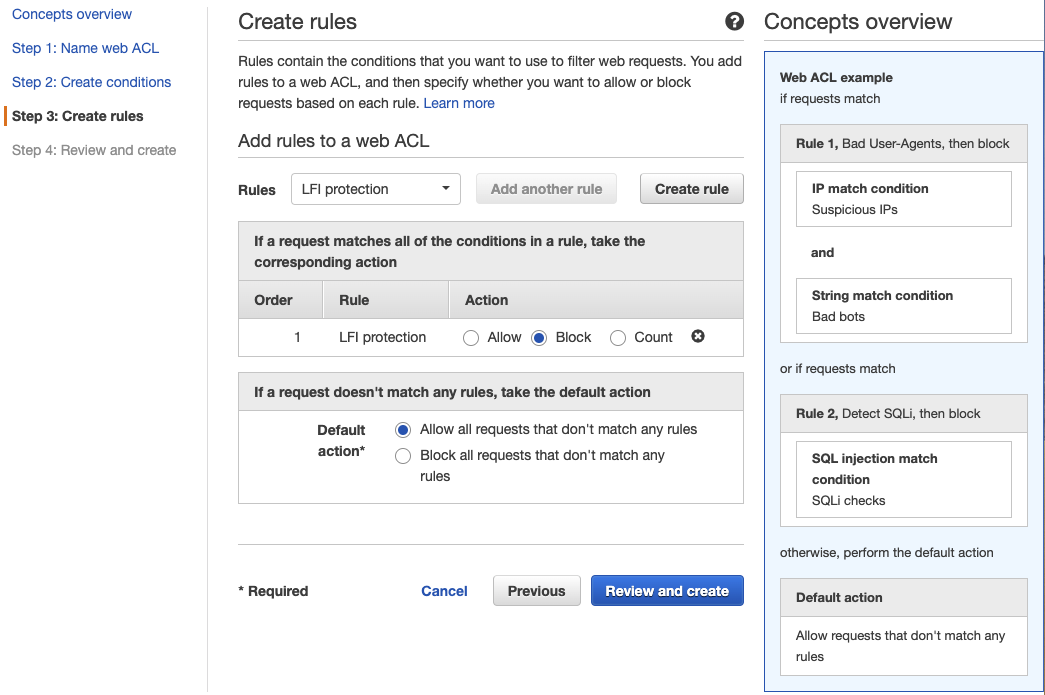 Concepts overview
Step 1: Name web ACL
Step 2: Create conditions
Step 3: Create rules
Step 4: Review and create
Create rules
Rules contain the conditions that you want to use to filter web requests. You add
rules to a web ACL, and then specify whether you want to allow or block
requests based on each rule. Learn more
Add rules to a web ACL
Rules LFI protection Add another rule Create rule
If a request matches all of the conditions in a rule, take the
corresponding action
Order Rule Action
1 LFI protection Allow Block Count
If a request doesn't match any rules, take the default action
Default
action*
Allow all requests that don't match any rules
Block all requests that don't match any
rules
* Required Cancel Previous Review and create
Concepts overview
Web ACL example
if requests match
Rule 1, Bad User-Agents, then block
IP match condition
Suspicious IPs
and
String match condition
Bad bots
or if requests match
Rule 2, Detect SQLi, then block
SQL injection match
condition
SQLi checks
otherwise, perform the default action
Default action
Allow requests that don't match any
rules